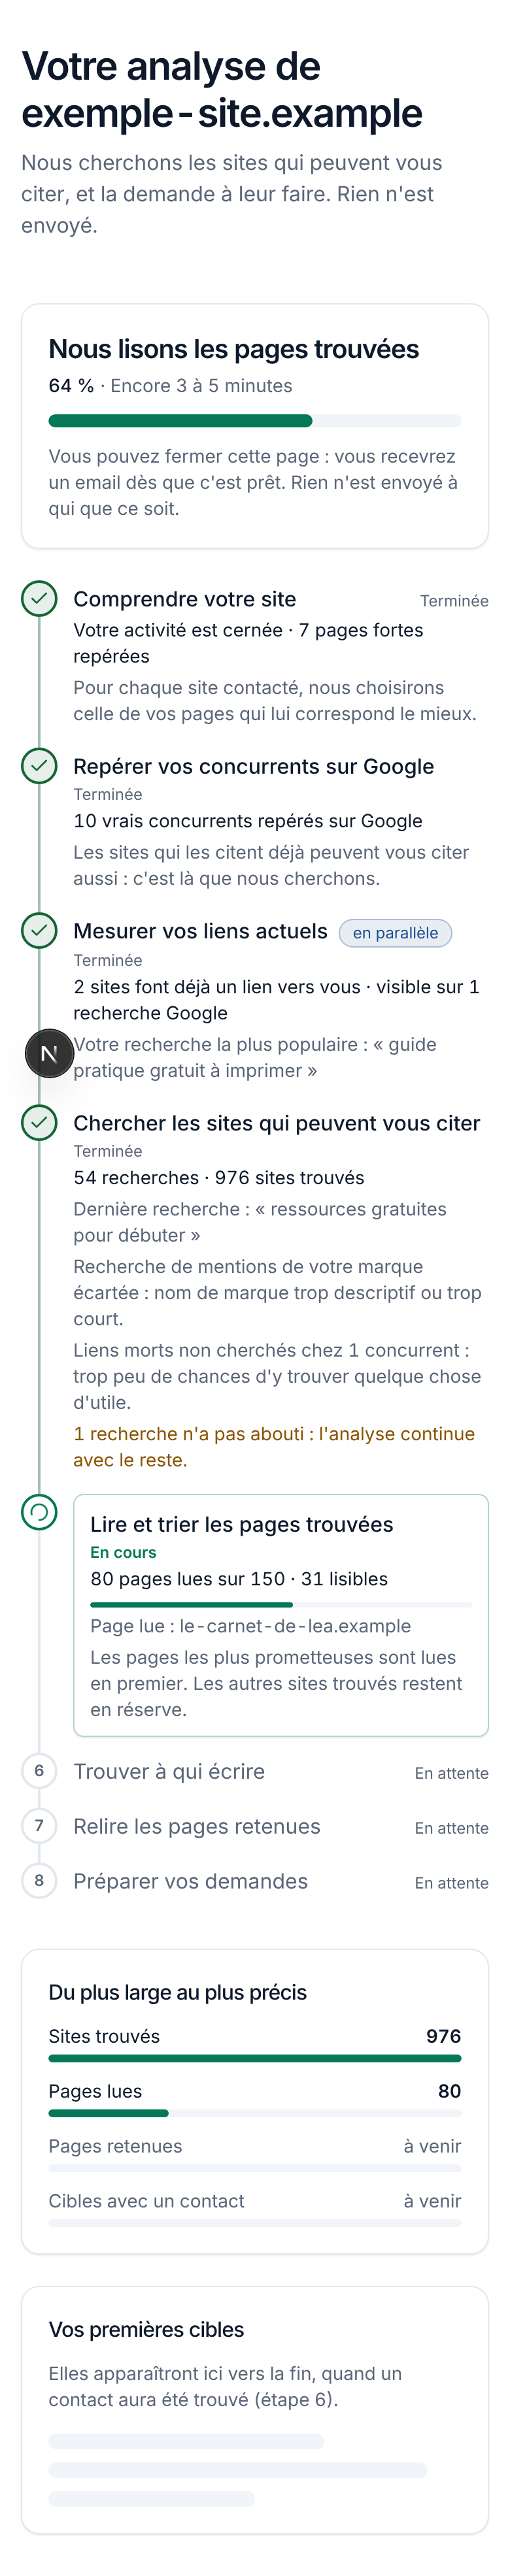 Votre analyse de
exemple-site.example
Nous cherchons les sites qui peuvent vous
citer, et la demande à leur faire. Rien n'est
envoyé.
Nous lisons les pages trouvées
64 % · Encore 3 à 5 minutes
Vous pouvez fermer cette page : vous recevrez
un email dès que c'est prêt. Rien n'est envoyé à
qui que ce soit.
Comprendre votre site Terminée
Votre activité est cernée · 7 pages fortes
repérées
Pour chaque site contacté, nous choisirons
celle de vos pages qui lui correspond le mieux.
Repérer vos concurrents sur Google
Terminée
10 vrais concurrents repérés sur Google
Les sites qui les citent déjà peuvent vous citer
aussi : c'est là que nous cherchons.
Mesurer vos liens actuels en parallèle
Terminée
2 sites font déjà un lien vers vous · visible sur 1
recherche Google
N
Votre recherche la plus populaire : « guide
pratique gratuit à imprimer »
Chercher les sites qui peuvent vous citer
Terminée
54 recherches · 976 sites trouvés
Dernière recherche : « ressources gratuites
pour débuter »
Recherche de mentions de votre marque
écartée : nom de marque trop descriptif ou trop
court.
Liens morts non cherchés chez 1 concurrent :
trop peu de chances d'y trouver quelque chose
d'utile.
1 recherche n'a pas abouti : l'analyse continue
avec le reste.
Lire et trier les pages trouvées
En cours
80 pages lues sur 150 · 31 lisibles
Page lue : le-carnet-de-lea.example
Les pages les plus prometteuses sont lues
en premier. Les autres sites trouvés restent
en réserve.
6 Trouver à qui écrire En attente
7 Relire les pages retenues En attente
8 Préparer vos demandes En attente
Du plus large au plus précis
Sites trouvés 976
Pages lues 80
Pages retenues à venir
Cibles avec un contact à venir
Vos premières cibles
Elles apparaîtront ici vers la fin, quand un
contact aura été trouvé (étape 6).